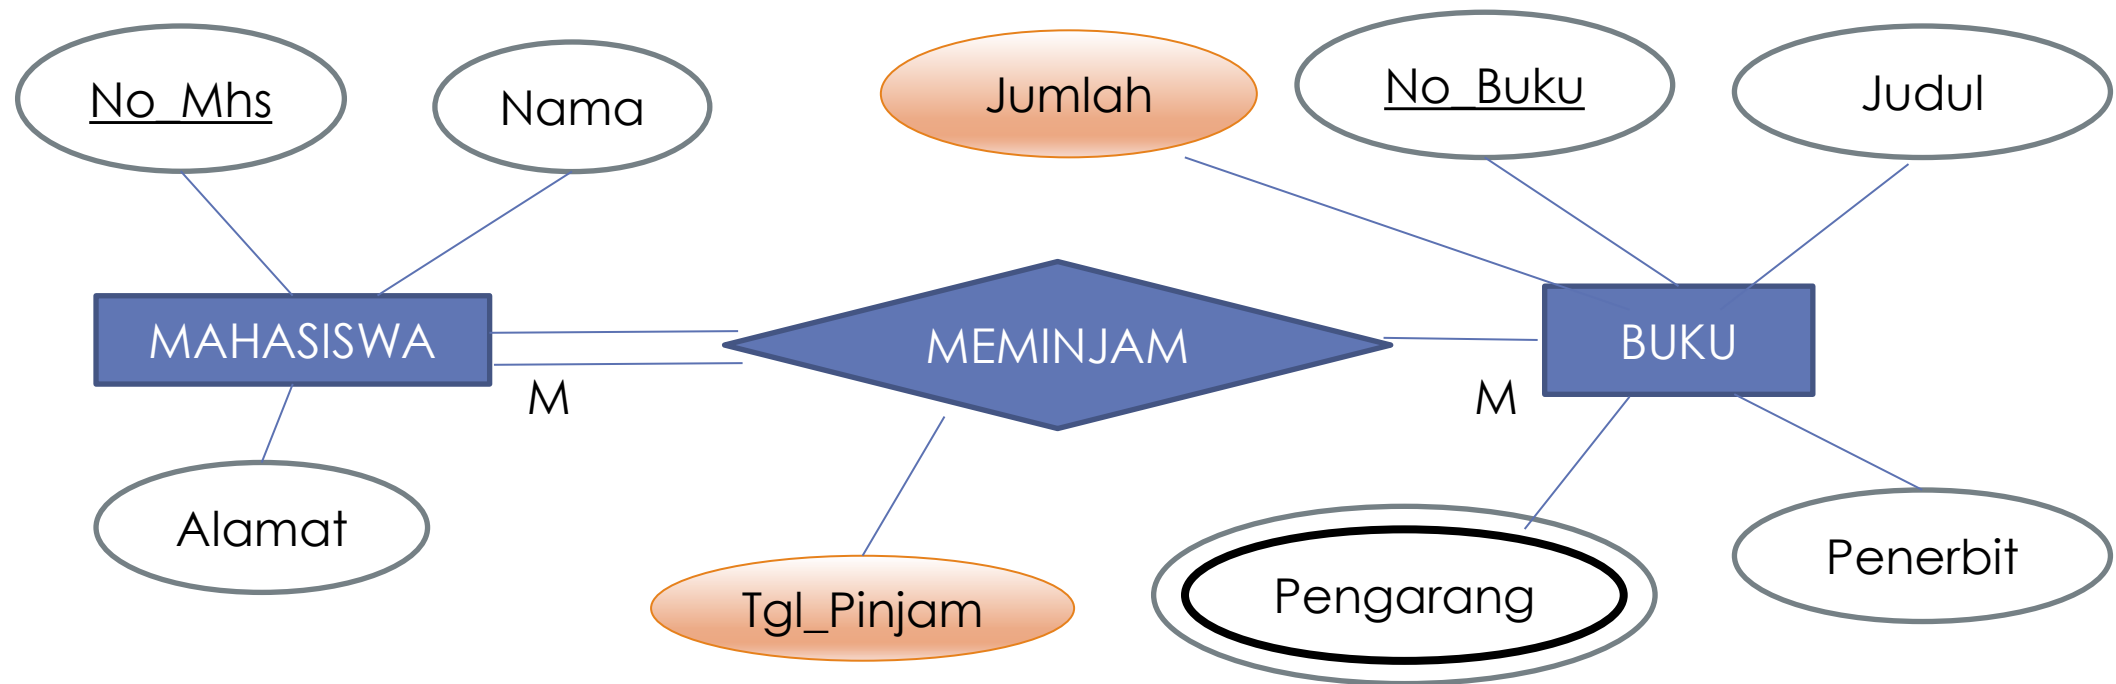 No_Mhs
Nama
Jumlah
No_Buku
Judul
MAHASISWA
MEMINJAM
BUKU
M
M
Alamat
Tgl_Pinjam
Pengarang
Penerbit